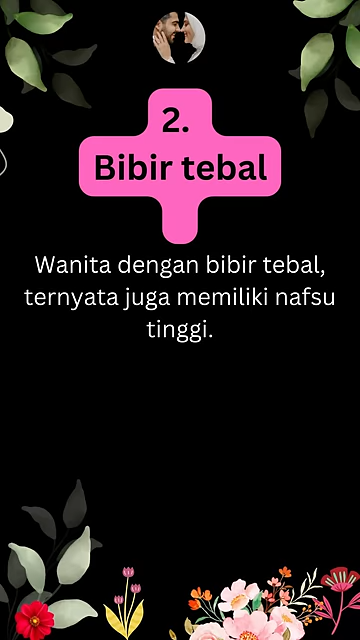 2.
Bibir tebal
Wanita dengan bibir tebal,
ternyata juga memiliki nafsu
tinggi.